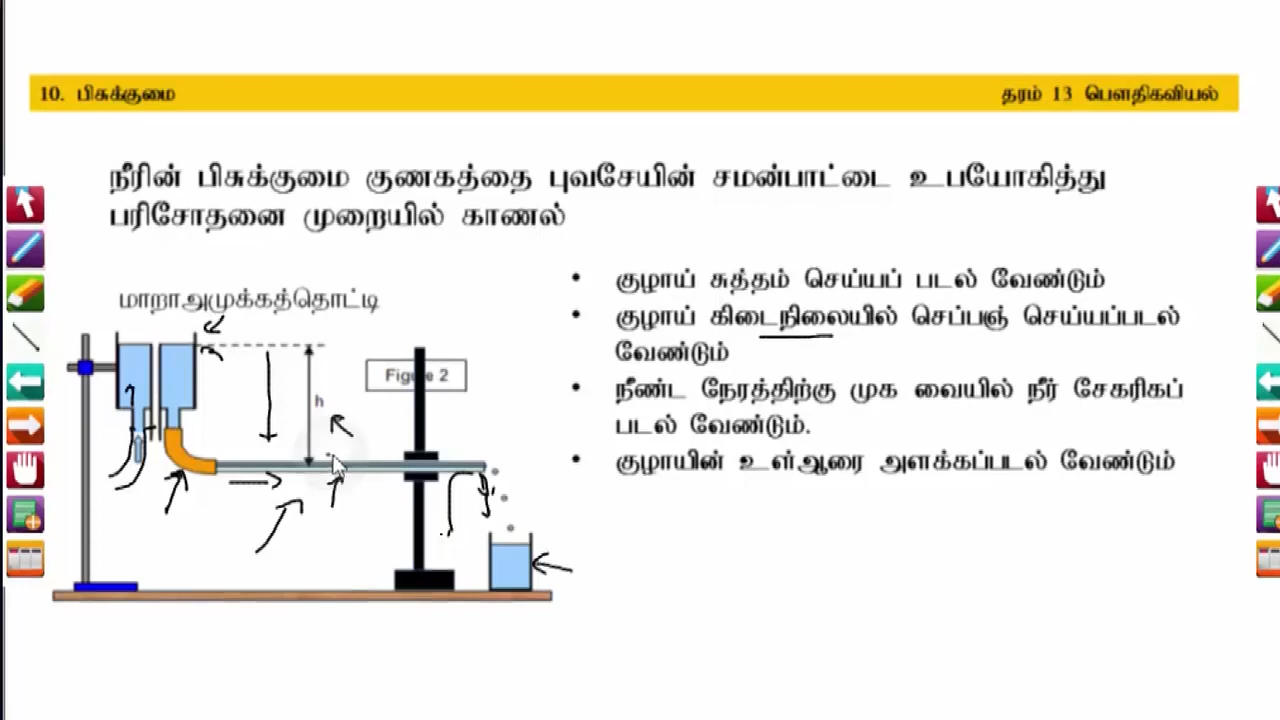 10. பிசுக்குமை
தரம் 13 பௌதிகவியல்
நீரின் பிசுக்குமை குணகத்தை புவசேயின் சமன்பாட்டை உபயோகித்து
பரிசோதனை முறையில் காணல்
மாறாஅமுக்கத்தொட்டி
Figure 2
h
• குழாய் சுத்தம் செய்யப் படல் வேண்டும்
• குழாய் கிடைநிலையில் செப்பஞ் செய்யப்படல்
வேண்டும்
• நீண்ட நேரத்திற்கு முக வையில் நீர் சேகரிகப்
படல் வேண்டும்.
• குழாயின் உள்ஆரை அளக்கப்படல் வேண்டும்